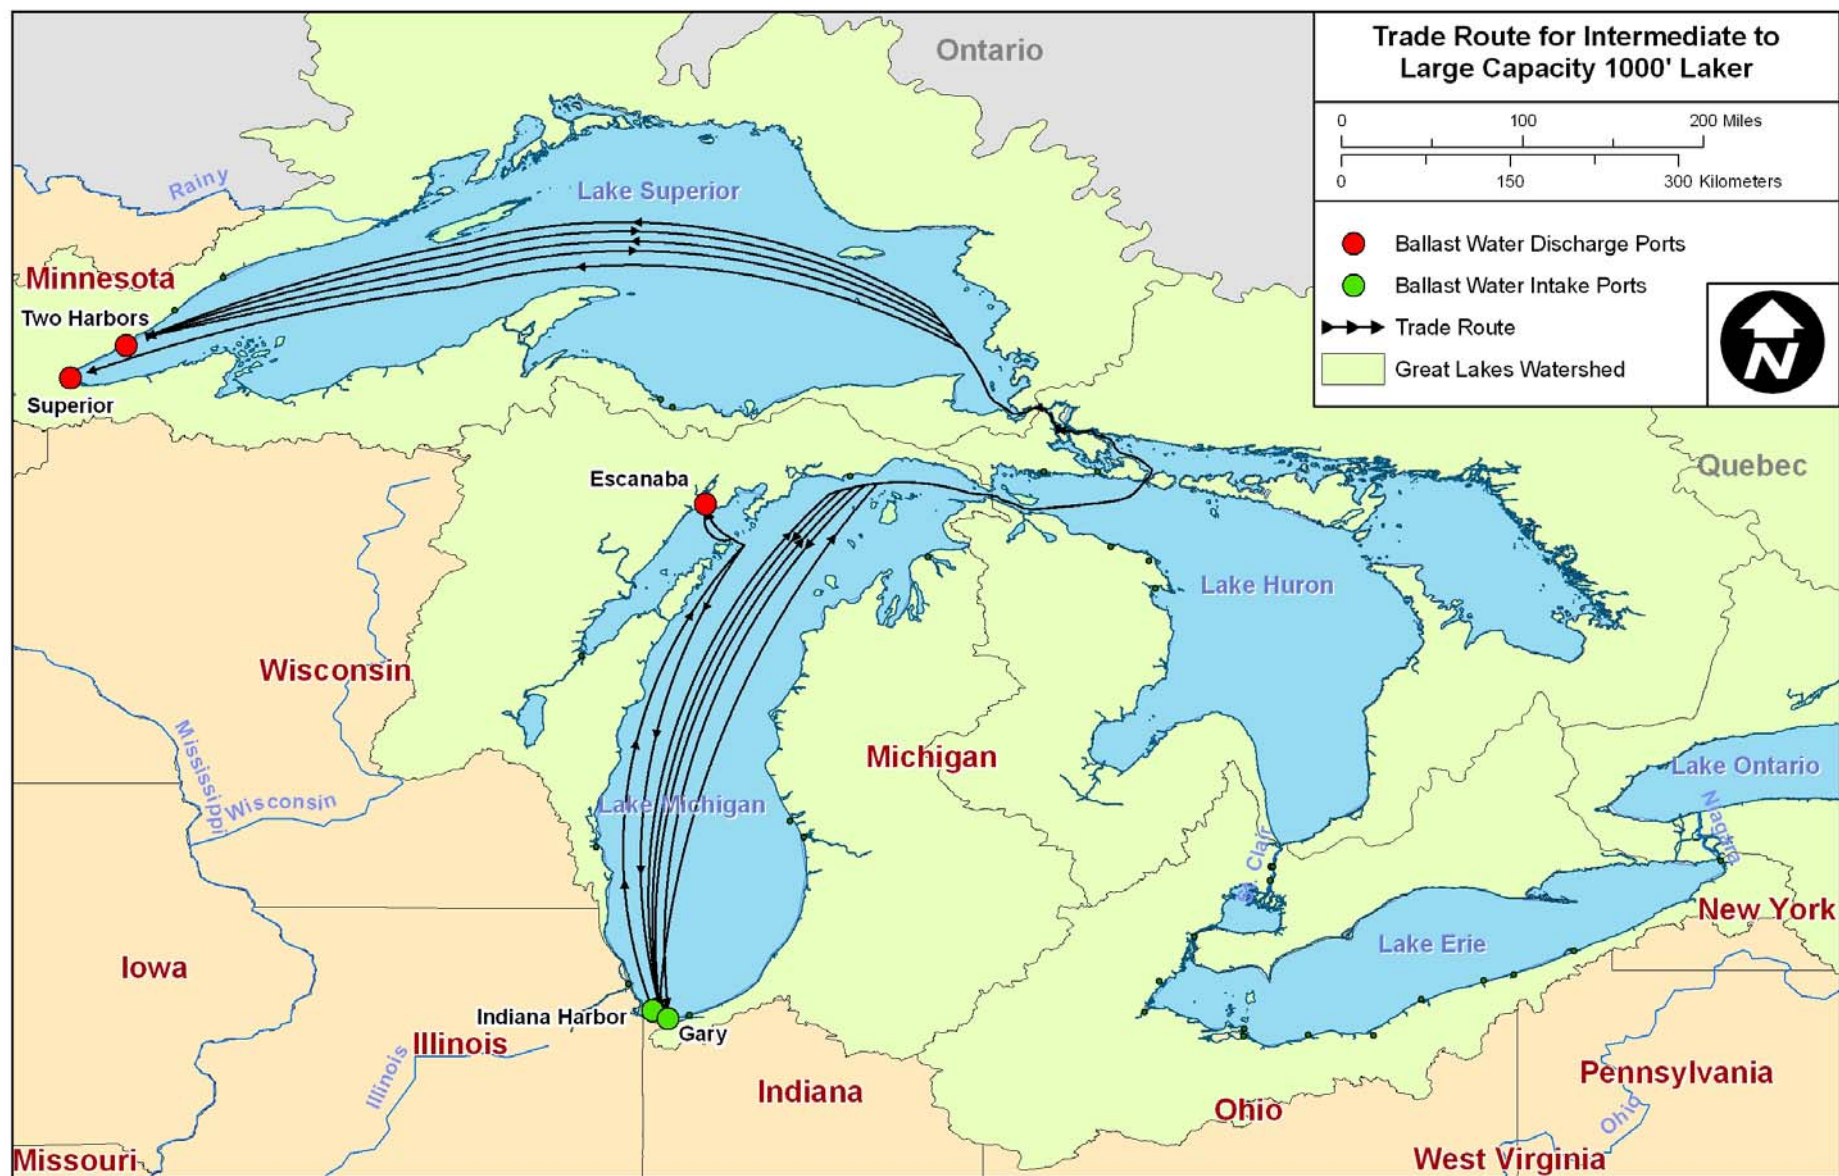 Ontario
Trade Route for Intermediate to
Large Capacity 1000' Laker
0 100 200 Miles
0 150 300 Kilometers
Ballast Water Discharge Ports
Ballast Water Intake Ports
Trade Route
Great Lakes Watershed
N
Rainy
Lake Superior
Minnesota
Two Harbors
Superior
Escanaba
Quebec
Lake Huron
Wisconsin
Mississippi
Wisconsin
Michigan
Lake Michigan
Lake Ontario
Niagara
St. Clair
New York
Lake Erie
Iowa
Indiana Harbor
Gary
Illinois
Illinois
Indiana
Ohio
Pennsylvania
Ohio
Missouri
West Virginia